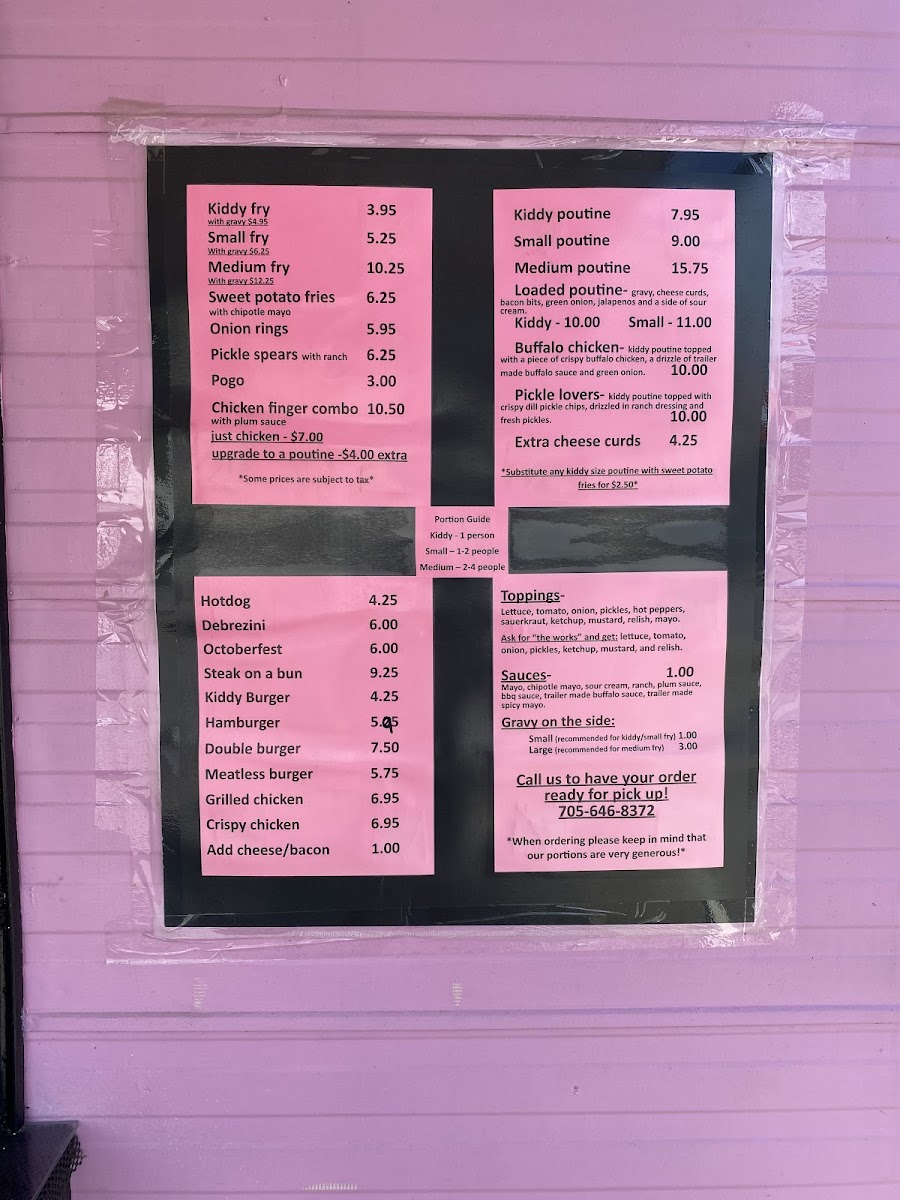 Kiddy fry 3.95
with gravy $4.95
Small fry 5.25
With gravy $6.25
Medium fry 10.25
With gravy $12.25
Sweet potato fries 6.25
with chipotle mayo
Onion rings 5.95
Pickle spears with ranch 6.25
Pogo 3.00
Chicken finger combo 10.50
with plum sauce
just chicken - $7.00
upgrade to a poutine -$4.00 extra
*Some prices are subject to tax*
Kiddy poutine 7.95
Small poutine 9.00
Medium poutine 15.75
Loaded poutine- gravy, cheese curds,
bacon bits, green onion, jalapenos and a side of sour
cream.
Kiddy - 10.00 Small - 11.00
Buffalo chicken- kiddy poutine topped
with a piece of crispy buffalo chicken, a drizzle of trailer
made buffalo sauce and green onion. 10.00
Pickle lovers- kiddy poutine topped with
crispy dill pickle chips, drizzled in ranch dressing and
fresh pickles. 10.00
Extra cheese curds 4.25
*Substitute any kiddy size poutine with sweet potato
fries for $2.50*
Portion Guide
Kiddy - 1 person
Small – 1-2 people
Medium – 2-4 people
Hotdog 4.25
Debrezini 6.00
Octoberfest 6.00
Steak on a bun 9.25
Kiddy Burger 4.25
Hamburger 5.95
Double burger 7.50
Meatless burger 5.75
Grilled chicken 6.95
Crispy chicken 6.95
Add cheese/bacon 1.00
Toppings-
Lettuce, tomato, onion, pickles, hot peppers,
sauerkraut, ketchup, mustard, relish, mayo.
Ask for "the works" and get: lettuce, tomato,
onion, pickles, ketchup, mustard, and relish.
Sauces- 1.00
Mayo, chipotle mayo, sour cream, ranch, plum sauce,
bbq sauce, trailer made buffalo sauce, trailer made
spicy mayo.
Gravy on the side:
Small (recommended for kiddy/small fry) 1.00
Large (recommended for medium fry) 3.00
Call us to have your order
ready for pick up!
705-646-8372
*When ordering please keep in mind that
our portions are very generous!*